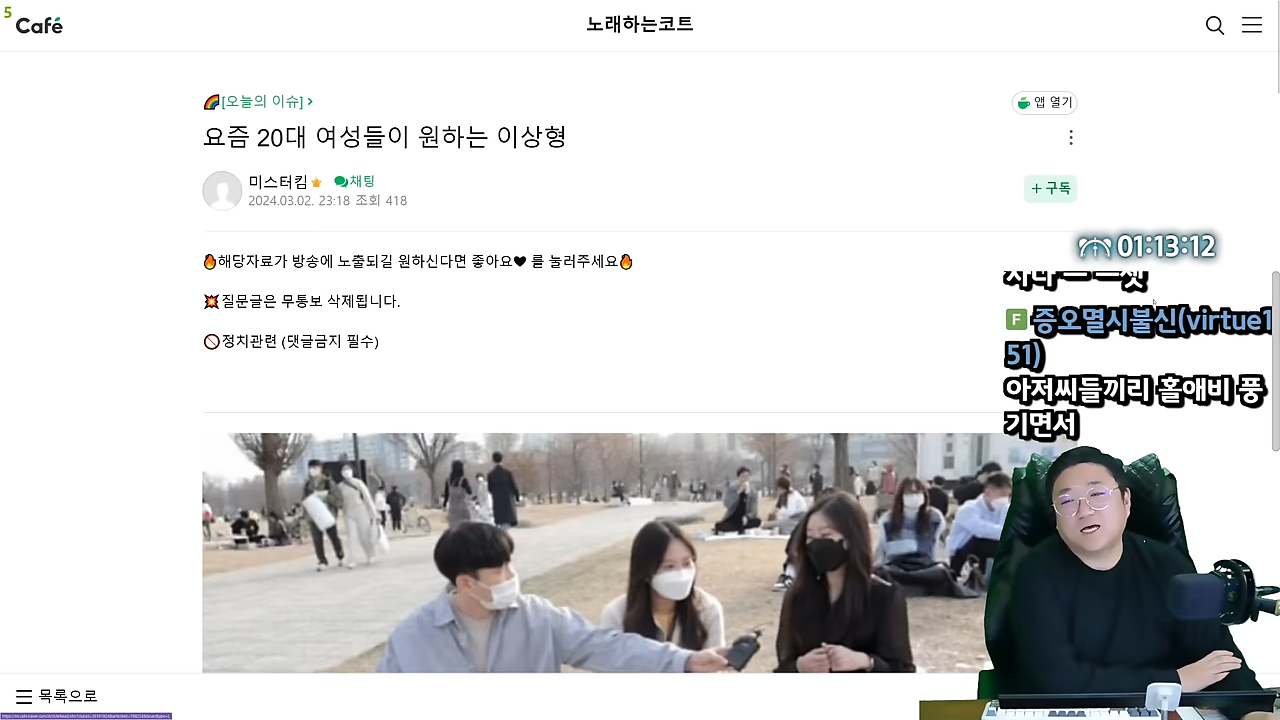 5
Café
노래하는코트
🌈[오늘의 이슈] >
앱 열기
요즘 20대 여성들이 원하는 이상형
미스터킴
채팅
2024.03.02. 23:18 조회 418
+ 구독
🔥해당자료가 방송에 노출되길 원하신다면 좋아요🖤 를 눌러주세요🔥
01:13:12
💥질문글은 무통보 삭제됩니다.
F 증오멸시불신(virtue1
51)
🚫정치관련 (댓글금지 필수)
아저씨들끼리 홀애비 풍
기면서
목록으로